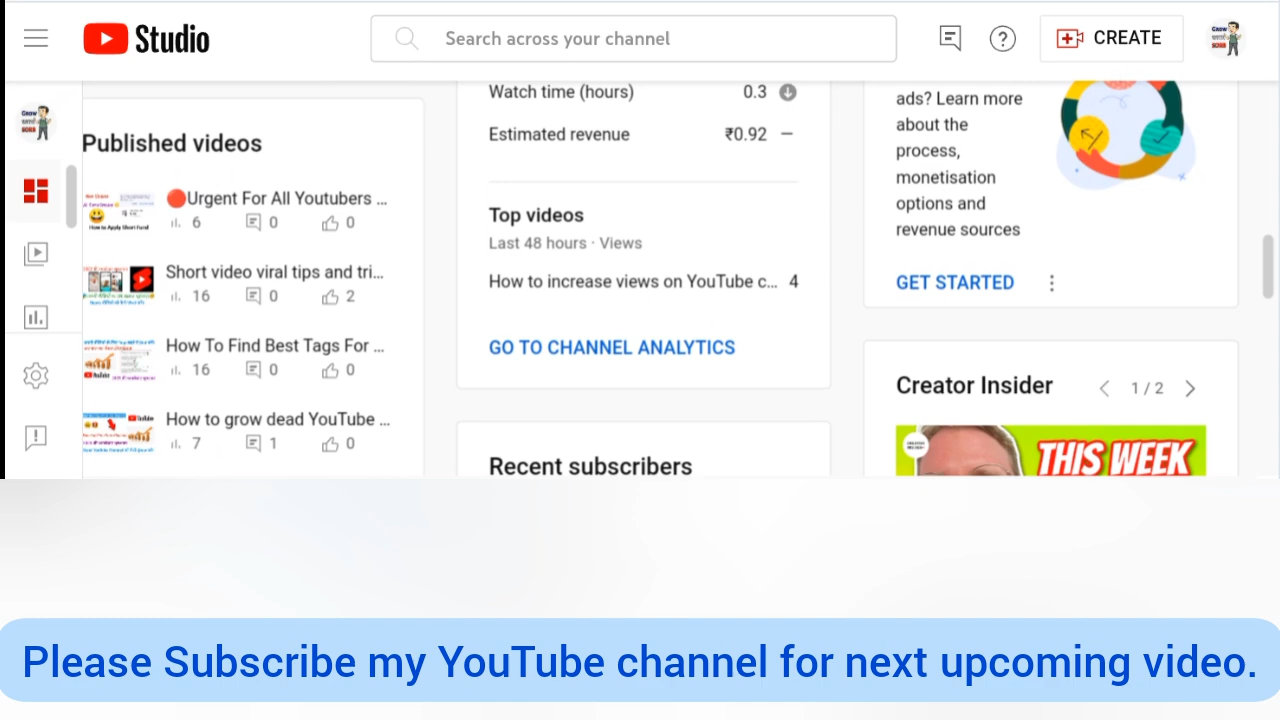 Studio
Search across your channel
CREATE
Published videos
🔴Urgent For All Youtubers ...
6 0 0
Short video viral tips and tri...
16 0 2
How To Find Best Tags For ...
16 0 0
How to grow dead YouTube ...
7 1 0
Watch time (hours) 0.3
Estimated revenue ₹0.92 —
Top videos
Last 48 hours · Views
How to increase views on YouTube c... 4
GO TO CHANNEL ANALYTICS
Recent subscribers
ads? Learn more
about the
process,
monetisation
options and
revenue sources
GET STARTED
Creator Insider 1 / 2
THIS WEEK
Please Subscribe my YouTube channel for next upcoming video.